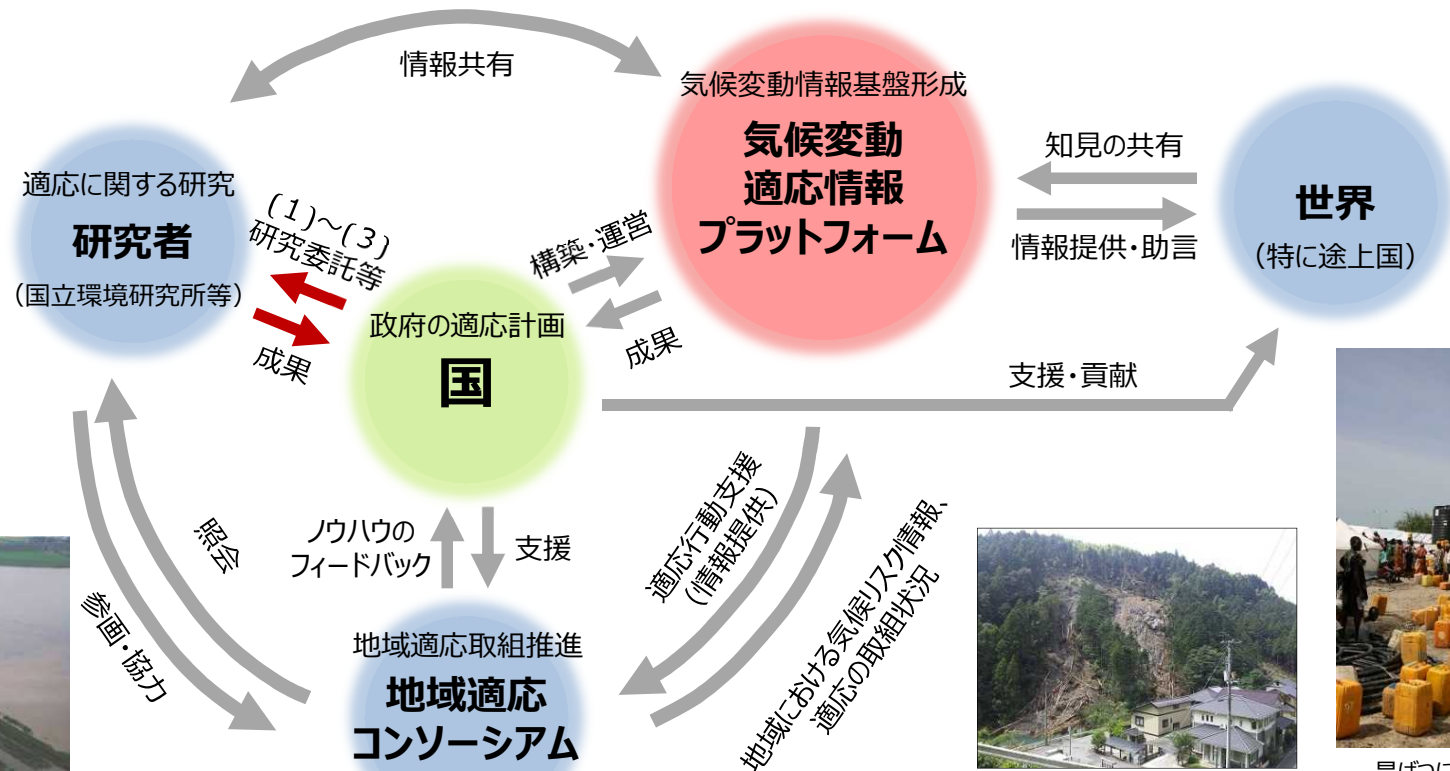 情報共有
気候変動情報基盤形成
気候変動
適応情報
プラットフォーム
知見の共有
情報提供・助言
世界
（特に途上国）
適応に関する研究
研究者
（国立環境研究所等）
(１)～(３)
研究委託等
成果
構築・運営
成果
政府の適応計画
国
支援・貢献
ノウハウの
フィードバック
支援
適応行動支援
(情報提供)
地域における気候リスク情報、
適応の取組状況
照会
参画・協力
地域適応取組推進
地域適応
コンソーシアム